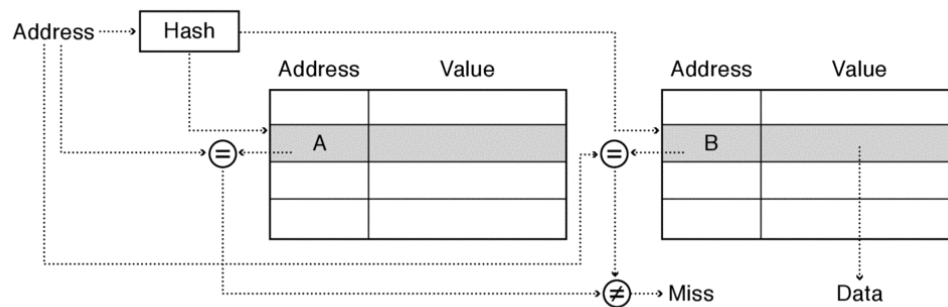 Address
Hash
Address Value
Address Value
A
=
=
B
≠
Miss
Data